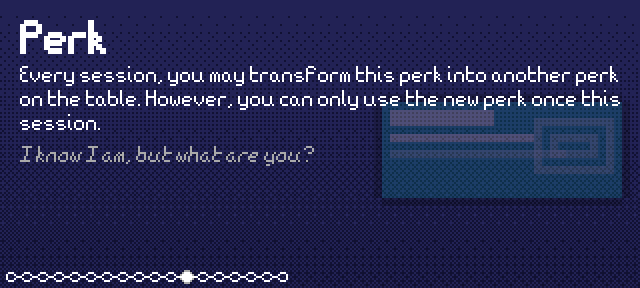 Perk
Every session, you may transform this perk into another perk
on the table. However, you can only use the new perk once this
session.
I know I am, but what are you?